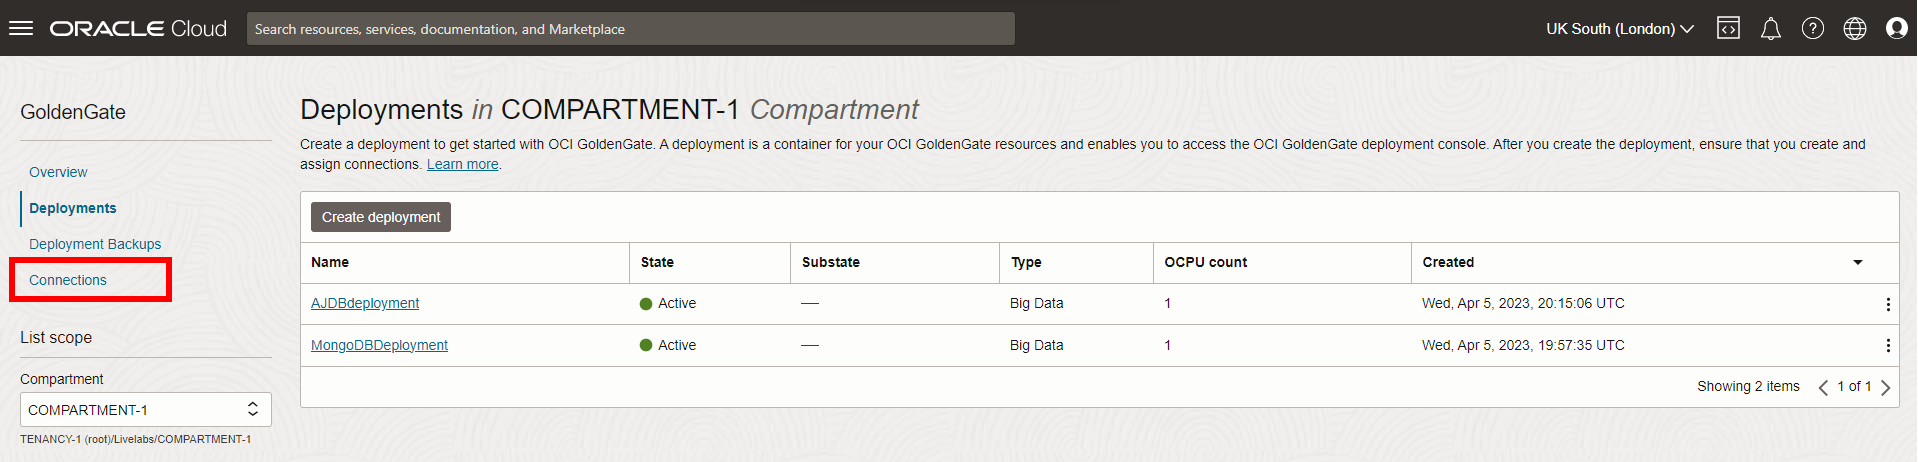 ORACLE Cloud
Search resources, services, documentation, and Marketplace
UK South (London)
GoldenGate
Overview
Deployments
Deployment Backups
Connections
List scope
Compartment
COMPARTMENT-1
TENANCY-1 (root)/Livelabs/COMPARTMENT-1
Deployments in COMPARTMENT-1 Compartment
Create a deployment to get started with OCI GoldenGate. A deployment is a container for your OCI GoldenGate resources and enables you to access the OCI GoldenGate deployment console. After you create the deployment, ensure that you create and
assign connections. Learn more.
Create deployment
Name State Substate Type OCPU count Created
AJDBdeployment Active — Big Data 1 Wed, Apr 5, 2023, 20:15:06 UTC
MongoDBDeployment Active — Big Data 1 Wed, Apr 5, 2023, 19:57:35 UTC
Showing 2 items 1 of 1